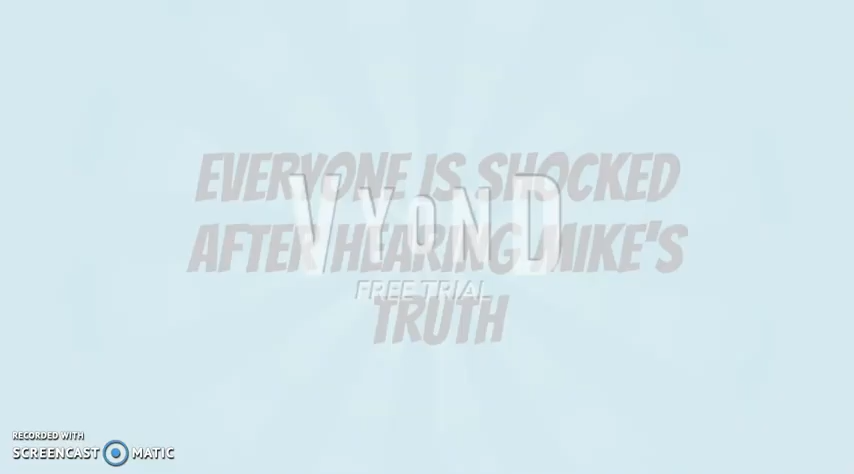 EVERYONE IS SHOCKED
AFTER HEARING MIKE'S
TRUTH
VYOND
FREE TRIAL
RECORDED WITH
SCREENCAST MATIC